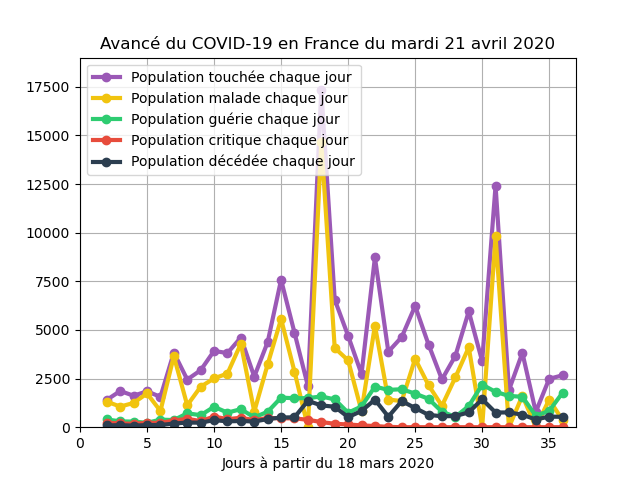 Avancé du COVID-19 en France du mardi 21 avril 2020
Population touchée chaque jour
Population malade chaque jour
Population guérie chaque jour
Population critique chaque jour
Population décédée chaque jour
17500
15000
12500
10000
7500
5000
2500
0
0 5 10 15 20 25 30 35
Jours à partir du 18 mars 2020